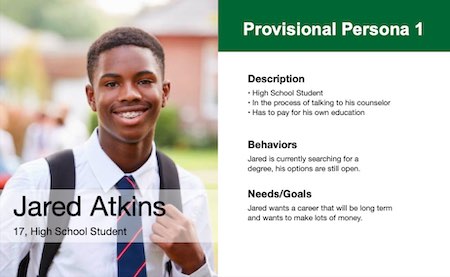 Provisional Persona 1
Jared Atkins
17, High School Student
Description
• High School Student
• In the process of talking to his counselor
• Has to pay for his own education
Behaviors
Jared is currently searching for a
degree, his options are still open.
Needs/Goals
Jared wants a career that will be long term
and wants to make lots of money.